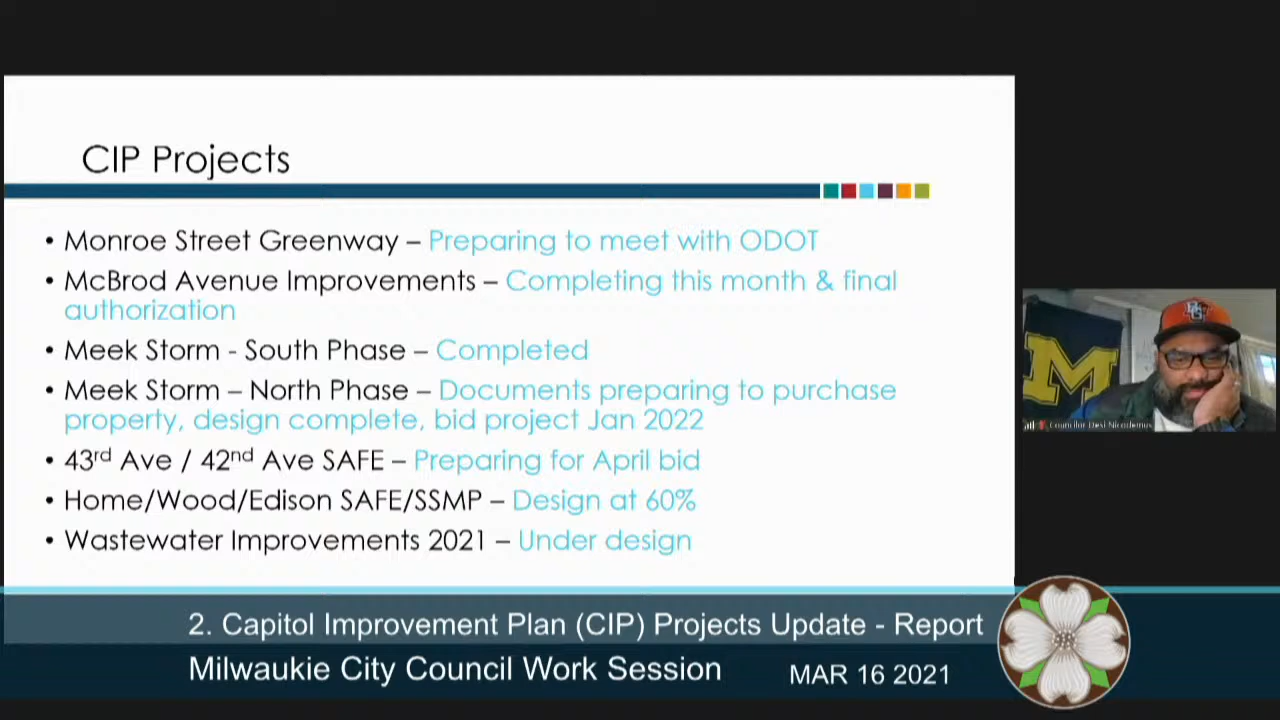 CIP Projects
• Monroe Street Greenway – Preparing to meet with ODOT
• McBrod Avenue Improvements – Completing this month & final
authorization
• Meek Storm - South Phase – Completed
• Meek Storm – North Phase – Documents preparing to purchase
property, design complete, bid project Jan 2022
• 43rd Ave / 42nd Ave SAFE – Preparing for April bid
• Home/Wood/Edison SAFE/SSMP – Design at 60%
• Wastewater Improvements 2021 – Under design
M
BG
Councilor Desi Nicodemus
2. Capitol Improvement Plan (CIP) Projects Update - Report
Milwaukie City Council Work Session
MAR 16 2021